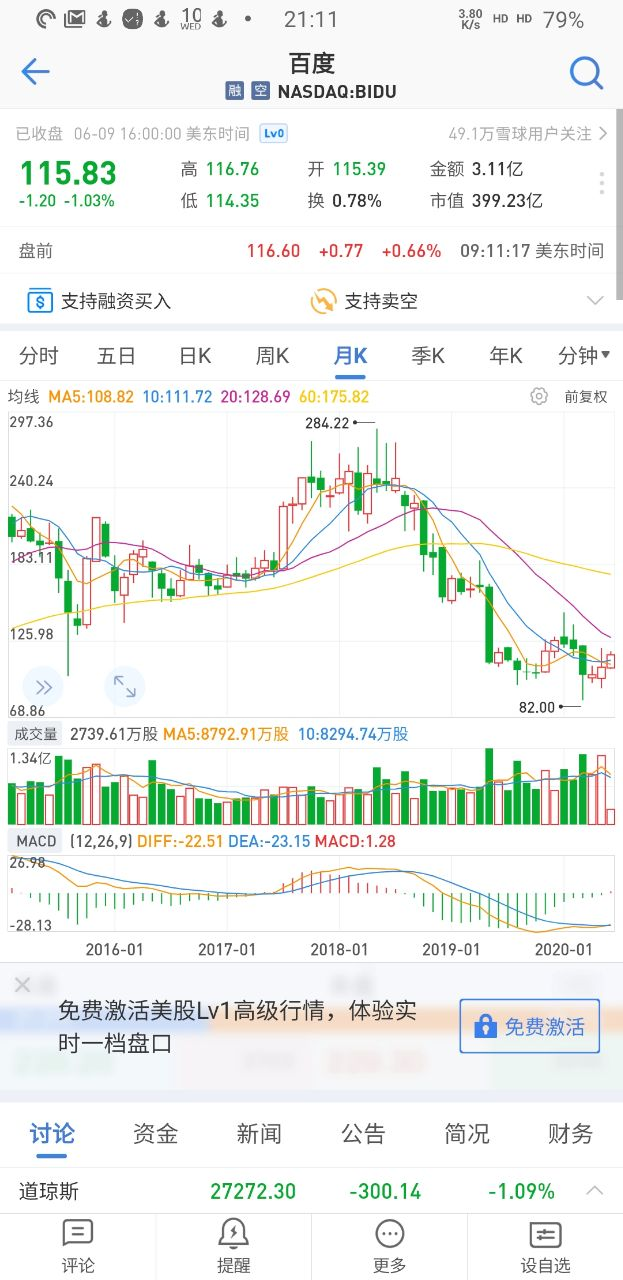 10
WED
21:11
3.80 K/s HD HD 79%
百度
融 空 NASDAQ:BIDU
已收盘 06-09 16:00:00 美东时间 Lv0 49.1万雪球用户关注
115.83 高 116.76 开 115.39 金额 3.11亿
-1.20 -1.03% 低 114.35 换 0.78% 市值 399.23亿
盘前 116.60 +0.77 +0.66% 09:11:17 美东时间
支持融资买入 支持卖空
分时 五日 日K 周K 月K 季K 年K 分钟▼
均线 MA5:108.82 10:111.72 20:128.69 60:175.82 前复权
297.36
284.22
240.24
183.11
125.98
82.00
68.86
成交量 2739.61万股 MA5:8792.91万股 10:8294.74万股
1.34亿
MACD (12,26,9) DIFF:-22.51 DEA:-23.15 MACD:1.28
26.98
-28.13
2016-01 2017-01 2018-01 2019-01 2020-01
免费激活美股Lv1高级行情，体验实
时一档盘口
免费激活
讨论 资金 新闻 公告 简况 财务
道琼斯 27272.30 -300.14 -1.09%
评论 提醒 更多 设自选